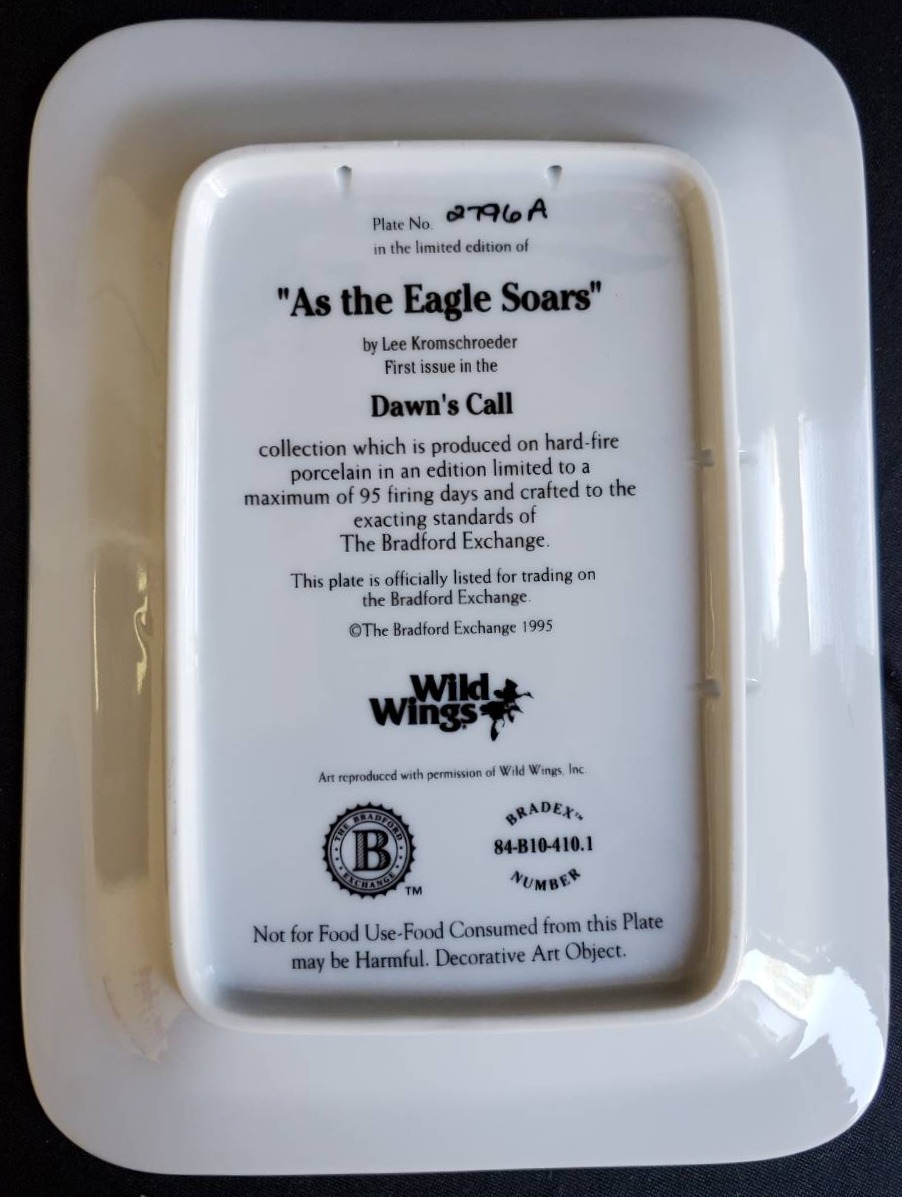 Plate No. 2796A
in the limited edition of
"As the Eagle Soars"
by Lee Kromschroeder
First issue in the
Dawn's Call
collection which is produced on hard-fire
porcelain in an edition limited to a
maximum of 95 firing days and crafted to the
exacting standards of
The Bradford Exchange.
This plate is officially listed for trading on
the Bradford Exchange.
©The Bradford Exchange 1995
Wild
Wings®
Art reproduced with permission of Wild Wings, Inc.
THE BRADFORD
B
EXCHANGE
TM
BRADEX™
84-B10-410.1
NUMBER
Not for Food Use-Food Consumed from this Plate
may be Harmful. Decorative Art Object.